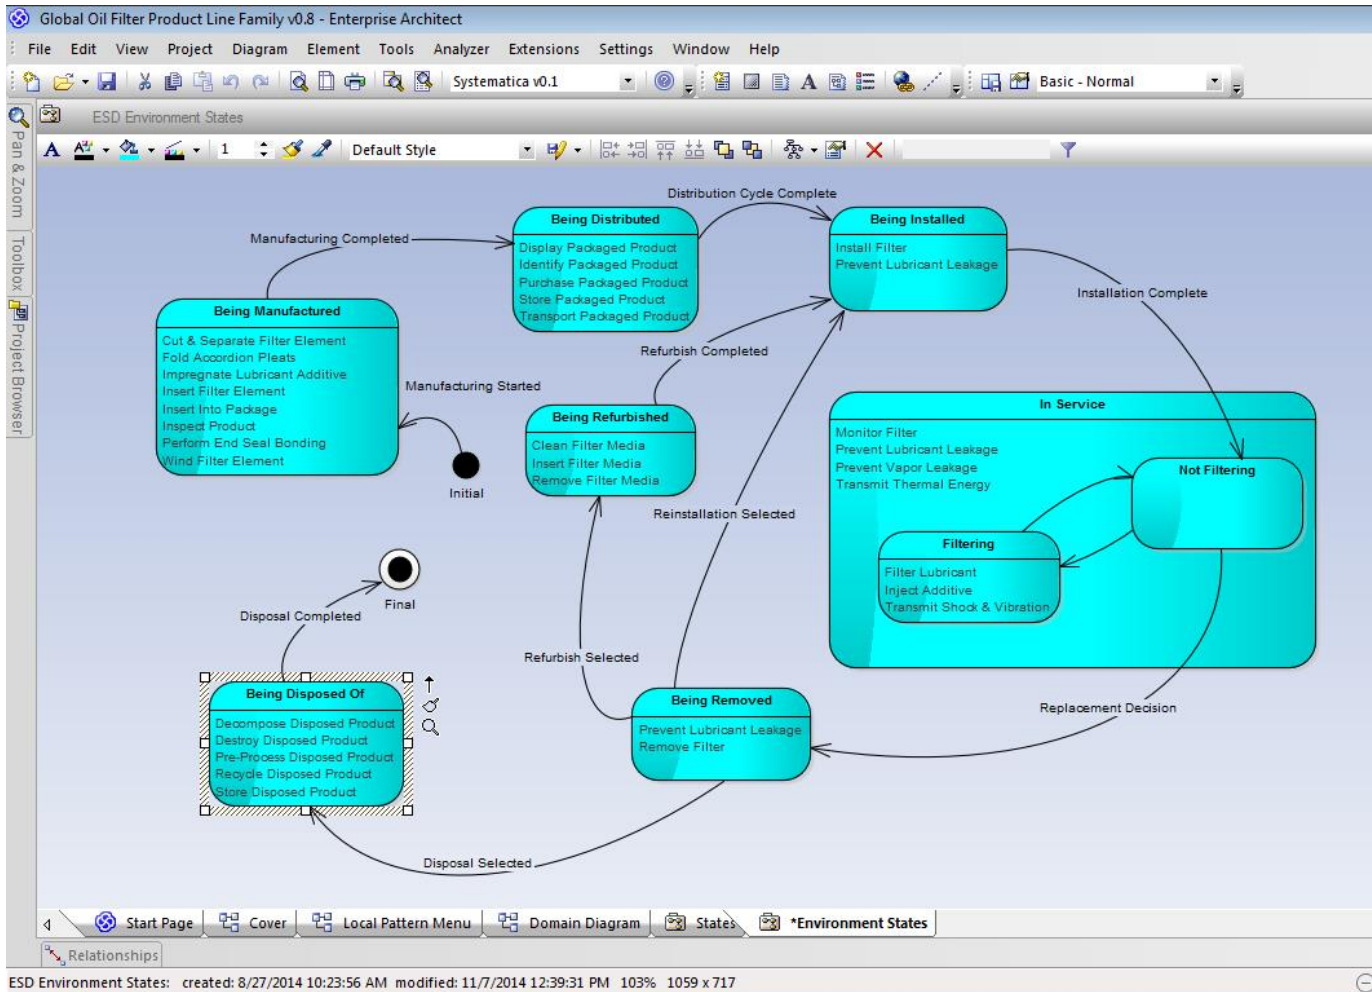 Global Oil Filter Product Line Family v0.8 - Enterprise Architect
File Edit View Project Diagram Element Tools Analyzer Extensions Settings Window Help
Systematica v0.1
Basic - Normal
ESD Environment States
1
Default Style
Pan & Zoom
Toolbox
Project Browser
Distribution Cycle Complete
Being Distributed
Display Packaged Product
Identify Packaged Product
Purchase Packaged Product
Store Packaged Product
Transport Packaged Product
Being Installed
Install Filter
Prevent Lubricant Leakage
Manufacturing Completed
Installation Complete
Being Manufactured
Cut & Separate Filter Element
Fold Accordion Pleats
Impregnate Lubricant Additive
Insert Filter Element
Insert Into Package
Inspect Product
Perform End Seal Bonding
Wind Filter Element
Refurbish Completed
Manufacturing Started
Initial
Being Refurbished
Clean Filter Media
Insert Filter Media
Remove Filter Media
In Service
Monitor Filter
Prevent Lubricant Leakage
Prevent Vapor Leakage
Transmit Thermal Energy
Not Filtering
Reinstallation Selected
Filtering
Filter Lubricant
Inject Additive
Transmit Shock & Vibration
Final
Disposal Completed
Refurbish Selected
Being Disposed Of
Decompose Disposed Product
Destroy Disposed Product
Pre-Process Disposed Product
Recycle Disposed Product
Store Disposed Product
Being Removed
Prevent Lubricant Leakage
Remove Filter
Replacement Decision
Disposal Selected
Start Page Cover Local Pattern Menu Domain Diagram States *Environment States
Relationships
ESD Environment States: created: 8/27/2014 10:23:56 AM modified: 11/7/2014 12:39:31 PM 103% 1059 x 717